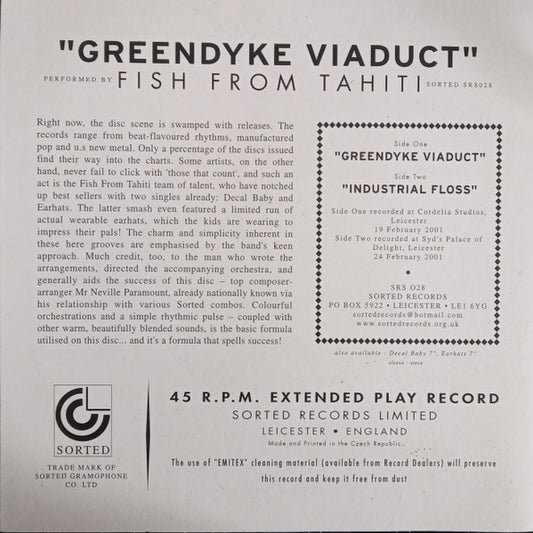 "GREENDYKE VIADUCT"
PERFORMED BY FISH FROM TAHITI SORTED SRS028
Right now, the disc scene is swamped with releases. The
records range from beat-flavoured rhythms, manufactured
pop and u.s new metal. Only a percentage of the discs issued
find their way into the charts. Some artists, on the other
hand, never fail to click with 'those that count', and such an
act is the Fish From Tahiti team of talent, who have notched
up best sellers with two singles already: Decal Baby and
Earhats. The latter smash even featured a limited run of
actual wearable earhats, which the kids are wearing to
impress their pals! The charm and simplicity inherent in
these here grooves are emphasised by the band's keen
approach. Much credit, too, to the man who wrote the
arrangements, directed the accompanying orchestra, and
generally aids the success of this disc – top composer-
arranger Mr Neville Paramount, already nationally known via
his relationship with various Sorted combos. Colourful
orchestrations and a simple rhythmic pulse – coupled with
other warm, beautifully blended sounds, is the basic formula
utilised on this disc... and it's a formula that spells success!
Side One
"GREENDYKE VIADUCT"
Side Two
"INDUSTRIAL FLOSS"
Side One recorded at Cordelia Studios,
Leicester
19 February 2001
Side Two recorded at Syd's Palace of
Delight, Leicester
24 February 2001
•
SRS O28
SORTED RECORDS
PO BOX 5922 • LEICESTER • LE1 6YG
sortedrecords@hotmail.com
www.sortedrecords.org.uk
also available : Decal Baby 7", Earhats 7"
sleeve : steve
SORTED
TRADE MARK OF
SORTED GRAMOPHONE
CO. LTD
45 R.P.M. EXTENDED PLAY RECORD
SORTED RECORDS LIMITED
LEICESTER • ENGLAND
Made and Printed in the Czech Republic.
The use of "EMITEX" cleaning material (available from Record Dealers) will preserve
this record and keep it free from dust